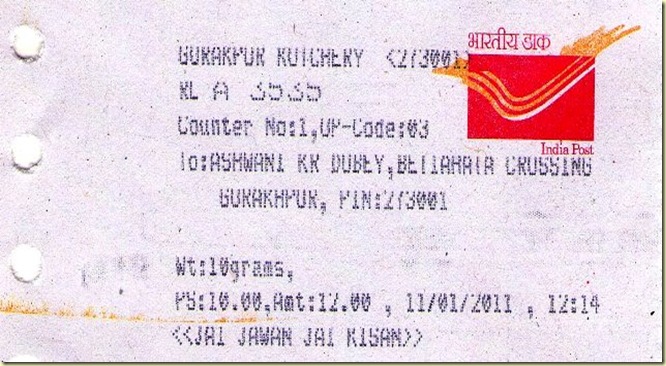 भारतीय डाक
India Post
GORAKPUR KUTCHERY <273001>
RL A 3535
Counter No:1,OP-Code:03
To:ASHWANI KR DUBEY,BETIAHATA CROSSING
GORAKHPUR, PIN:273001
Wt:10grams,
PS:10.00,Amt:12.00 , 11/01/2011 , 12:14
<<JAI JAWAN JAI KISAN>>